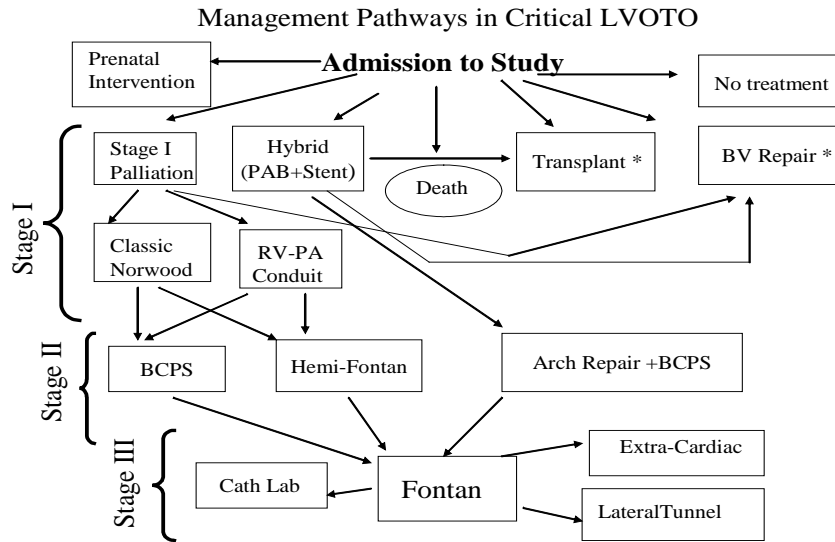 Management Pathways in Critical LVOTO
Prenatal
Intervention
Admission to Study
No treatment
Stage I
Stage I
Palliation
Hybrid
(PAB+Stent)
Death
Transplant *
BV Repair *
Classic
Norwood
RV-PA
Conduit
Stage II
BCPS
Hemi-Fontan
Arch Repair +BCPS
Stage III
Cath Lab
Fontan
Extra-Cardiac
LateralTunnel